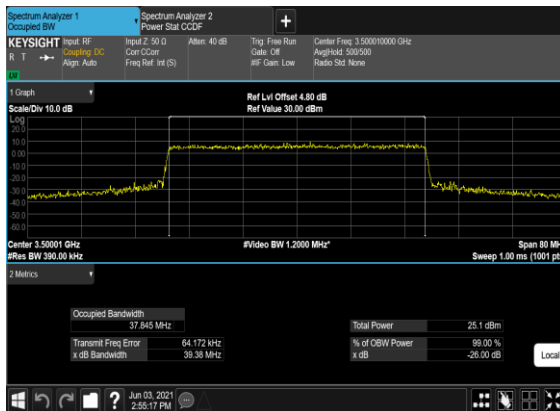 Spectrum Analyzer 1
Occupied BW
Spectrum Analyzer 2
Power Stat CCDF
+
KEYSIGHT
R T
Input: RF
Coupling: DC
Align: Auto
Input Z: 50 Ω
Corr CCorr
Freq Ref: Int (S)
Atten: 40 dB
Trig: Free Run
Gate: Off
#IF Gain: Low
Center Freq: 3.500010000 GHz
Avg|Hold: 500/500
Radio Std: None
1 Graph
Scale/Div 10.0 dB
Ref Lvl Offset 4.80 dB
Ref Value 30.00 dBm
Log
20.0
10.0
0.00
-10.0
-20.0
-30.0
-40.0
-50.0
-60.0
Center 3.50001 GHz
#Res BW 390.00 kHz
#Video BW 1.2000 MHz*
Span 80 MH
Sweep 1.00 ms (1001 pt
2 Metrics
Occupied Bandwidth
37.845 MHz
Transmit Freq Error 64.172 kHz
x dB Bandwidth 39.38 MHz
Total Power 25.1 dBm
% of OBW Power 99.00 %
x dB -26.00 dB
Local
?
Jun 03, 2021
2:55:17 PM